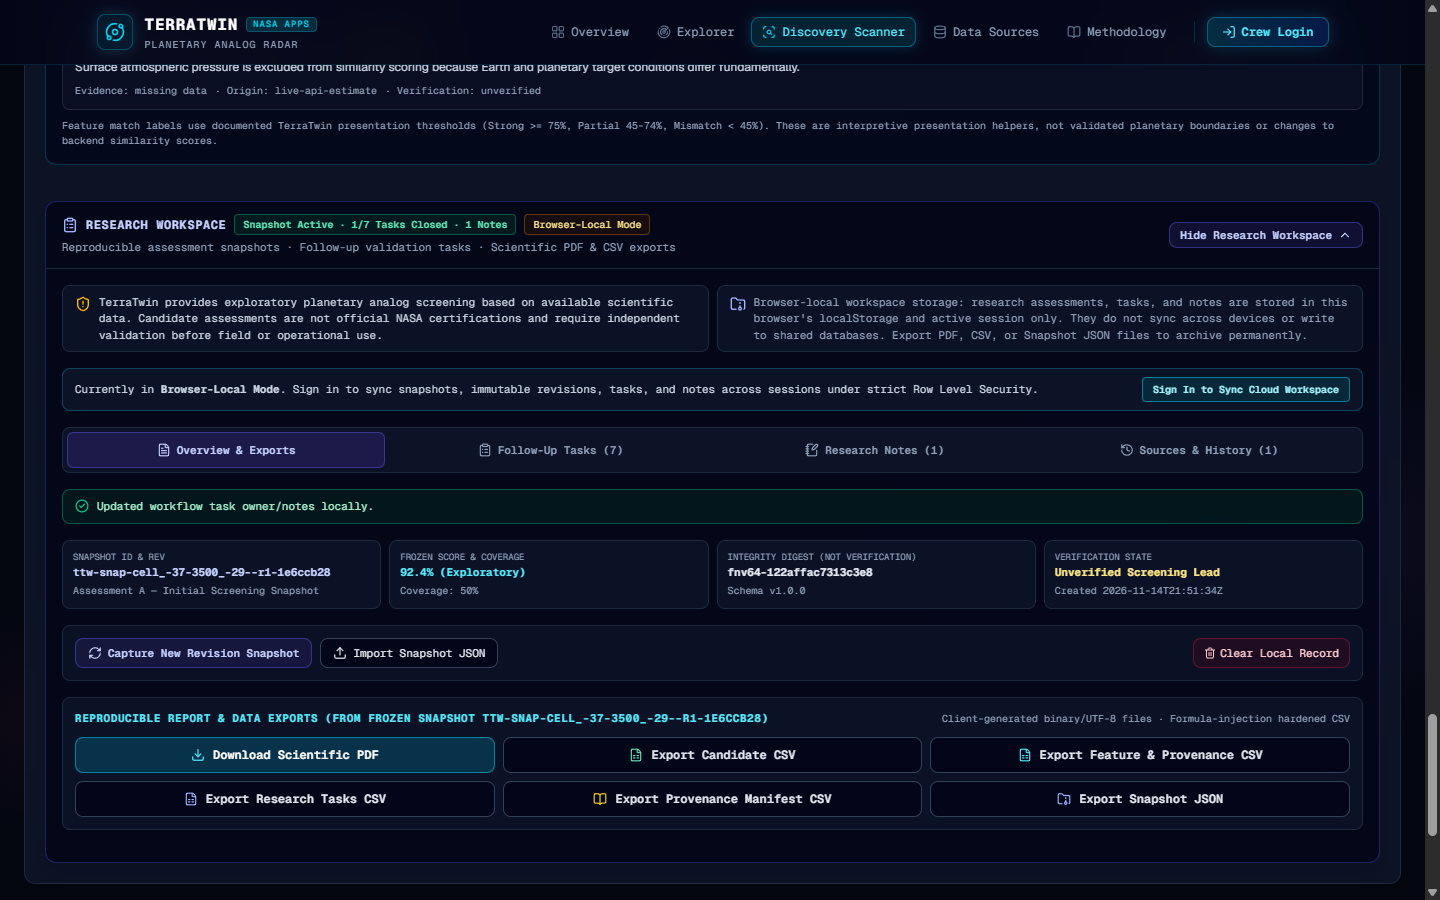 TERRATWIN NASA APPS
PLANETARY ANALOG RADAR
Overview
Explorer
Discovery Scanner
Data Sources
Methodology
Crew Login
Surface atmospheric pressure is excluded from similarity scoring because Earth and planetary target conditions differ fundamentally.
Evidence: missing data · Origin: live-api-estimate · Verification: unverified
Feature match labels use documented TerraTwin presentation thresholds (Strong >= 75%, Partial 45–74%, Mismatch < 45%). These are interpretive presentation helpers, not validated planetary boundaries or changes to
backend similarity scores.
RESEARCH WORKSPACE
Snapshot Active · 1/7 Tasks Closed · 1 Notes
Browser-Local Mode
Reproducible assessment snapshots · Follow-up validation tasks · Scientific PDF & CSV exports
Hide Research Workspace
TerraTwin provides exploratory planetary analog screening based on available scientific
data. Candidate assessments are not official NASA certifications and require independent
validation before field or operational use.
Browser-local workspace storage: research assessments, tasks, and notes are stored in this
browser's localStorage and active session only. They do not sync across devices or write
to shared databases. Export PDF, CSV, or Snapshot JSON files to archive permanently.
Currently in Browser-Local Mode. Sign in to sync snapshots, immutable revisions, tasks, and notes across sessions under strict Row Level Security.
Sign In to Sync Cloud Workspace
Overview & Exports
Follow-Up Tasks (7)
Research Notes (1)
Sources & History (1)
Updated workflow task owner/notes locally.
SNAPSHOT ID & REV
ttw-snap-cell_-37-3500_-29--r1-1e6ccb28
Assessment A — Initial Screening Snapshot
FROZEN SCORE & COVERAGE
92.4% (Exploratory)
Coverage: 50%
INTEGRITY DIGEST (NOT VERIFICATION)
fnv64-122affac7313c3e8
Schema v1.0.0
VERIFICATION STATE
Unverified Screening Lead
Created 2026-11-14T21:51:34Z
Capture New Revision Snapshot
Import Snapshot JSON
Clear Local Record
REPRODUCIBLE REPORT & DATA EXPORTS (FROM FROZEN SNAPSHOT TTW-SNAP-CELL_-37-3500_-29--R1-1E6CCB28)
Client-generated binary/UTF-8 files · Formula-injection hardened CSV
Download Scientific PDF
Export Candidate CSV
Export Feature & Provenance CSV
Export Research Tasks CSV
Export Provenance Manifest CSV
Export Snapshot JSON